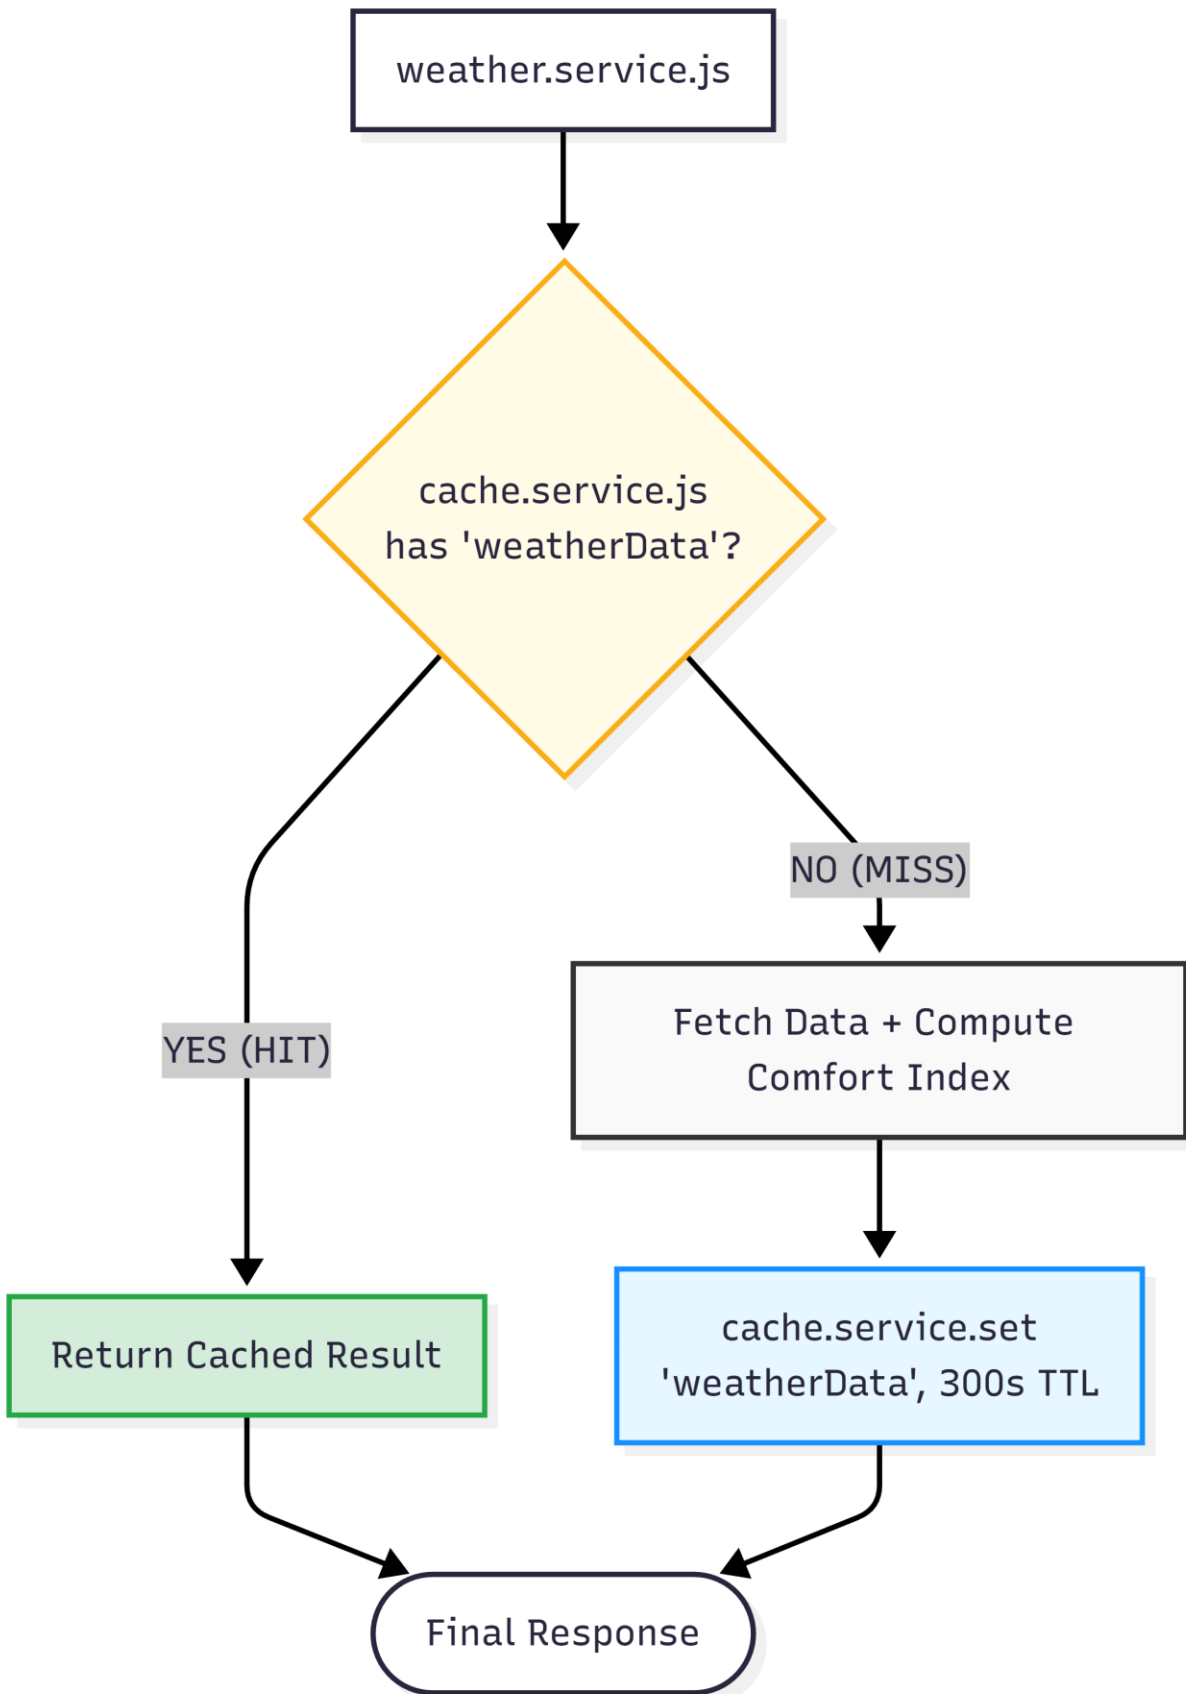 weather.service.js
cache.service.js
has 'weatherData'?
NO (MISS)
YES (HIT)
Fetch Data + Compute
Comfort Index
cache.service.set
'weatherData', 300s TTL
Return Cached Result
Final Response